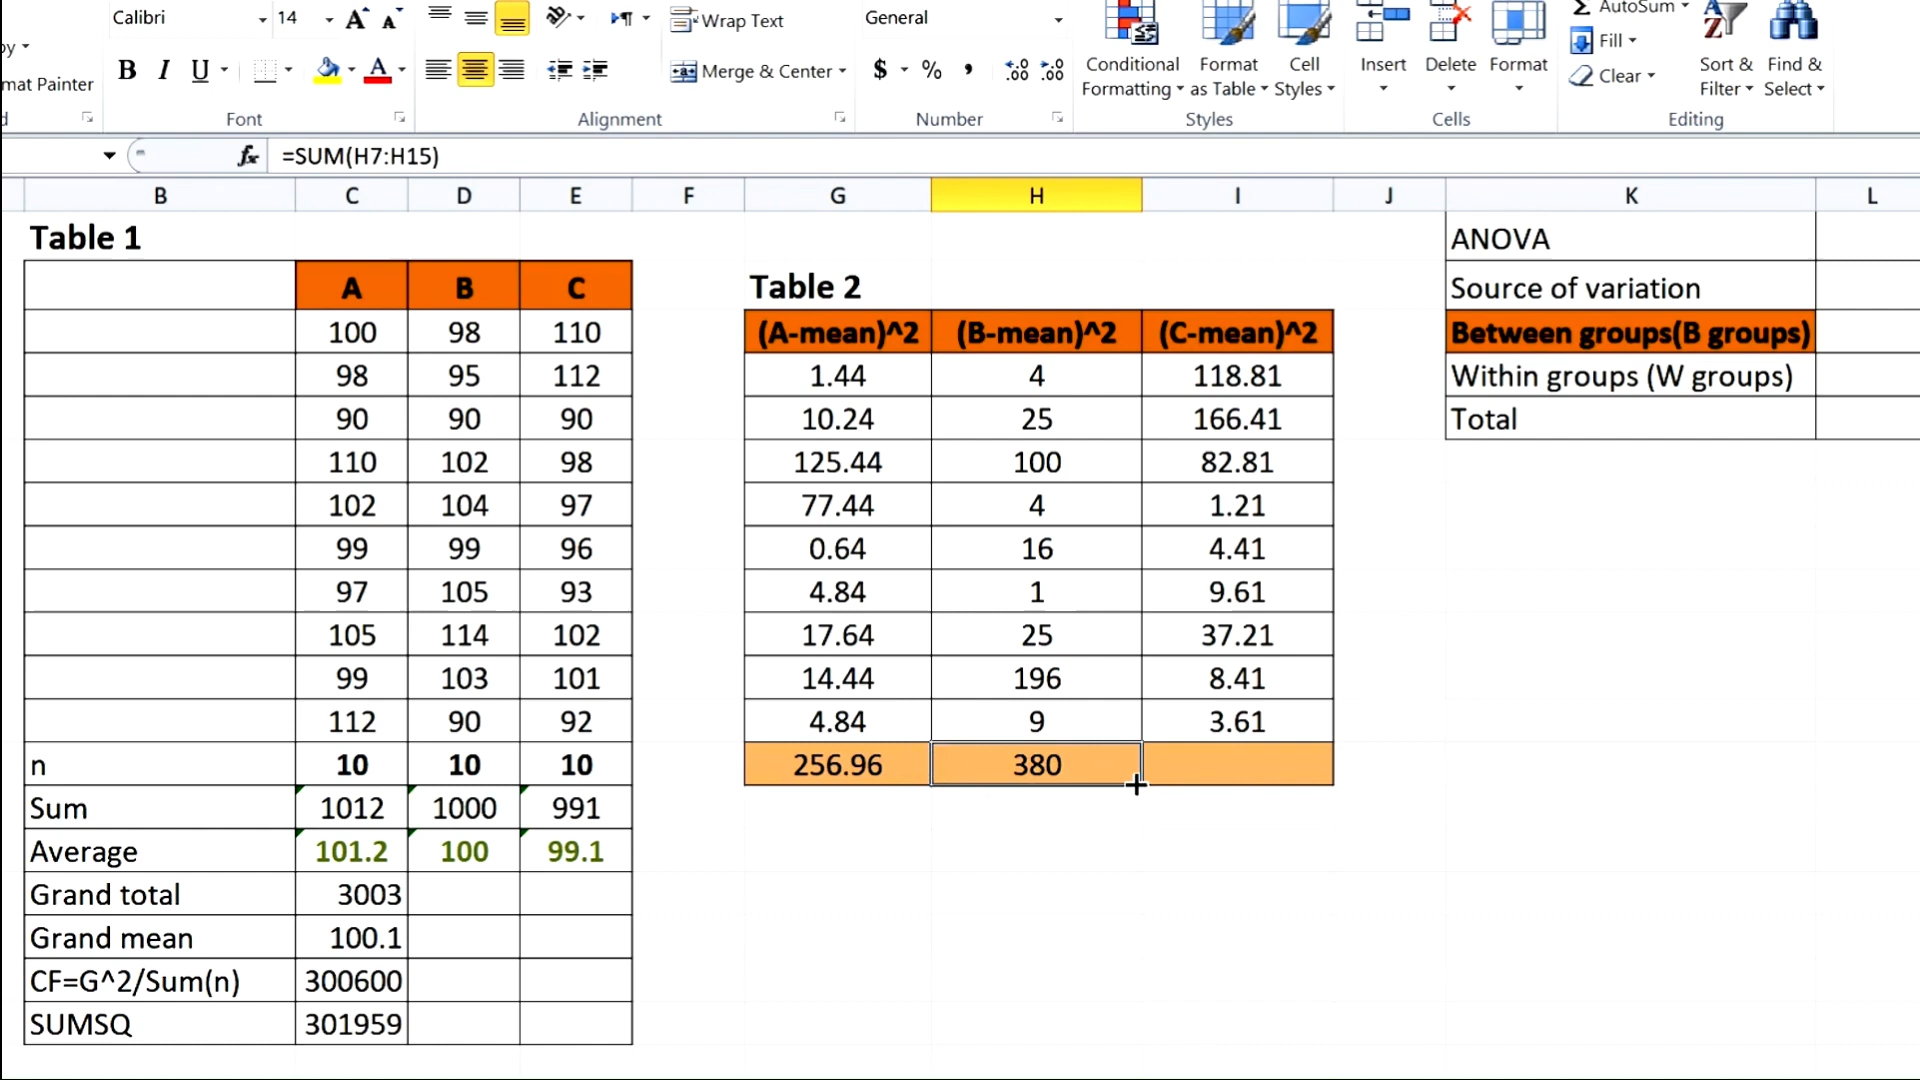 Calibri 14 A A Wrap Text General AutoSum
py Fill
B I U A Merge & Center $ % , .00 .00 Conditional Format Cell Insert Delete Format Clear Sort & Find &
mat Painter Formatting as Table Styles Filter Select
d Font Alignment Number Styles Cells Editing
fx =SUM(H7:H15)
B C D E F G H I J K L
Table 1 ANOVA
A B C Table 2 Source of variation
100 98 110 (A-mean)^2 (B-mean)^2 (C-mean)^2 Between groups(B groups)
98 95 112 1.44 4 118.81 Within groups (W groups)
90 90 90 10.24 25 166.41 Total
110 102 98 125.44 100 82.81
102 104 97 77.44 4 1.21
99 99 96 0.64 16 4.41
97 105 93 4.84 1 9.61
105 114 102 17.64 25 37.21
99 103 101 14.44 196 8.41
112 90 92 4.84 9 3.61
n 10 10 10 256.96 380
Sum 1012 1000 991
Average 101.2 100 99.1
Grand total 3003
Grand mean 100.1
CF=G^2/Sum(n) 300600
SUMSQ 301959